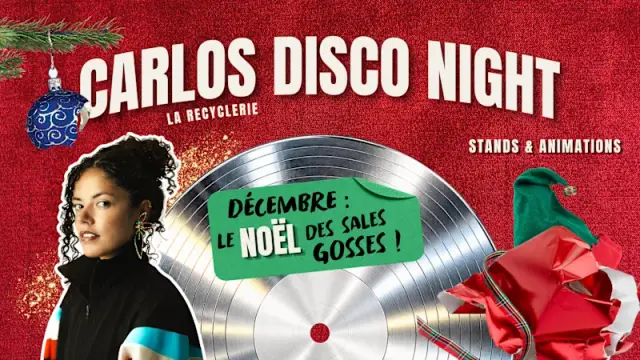 CARLOS DISCO NIGHT
LA RECYCLERIE
STANDS & ANIMATIONS
DÉCEMBRE :
LE NOËL DES SALES
GOSSES !